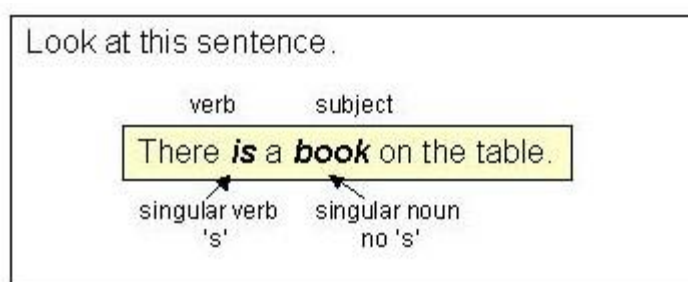 Look at this sentence.
verb subject
There is a book on the table.
singular verb singular noun
's' no 's'